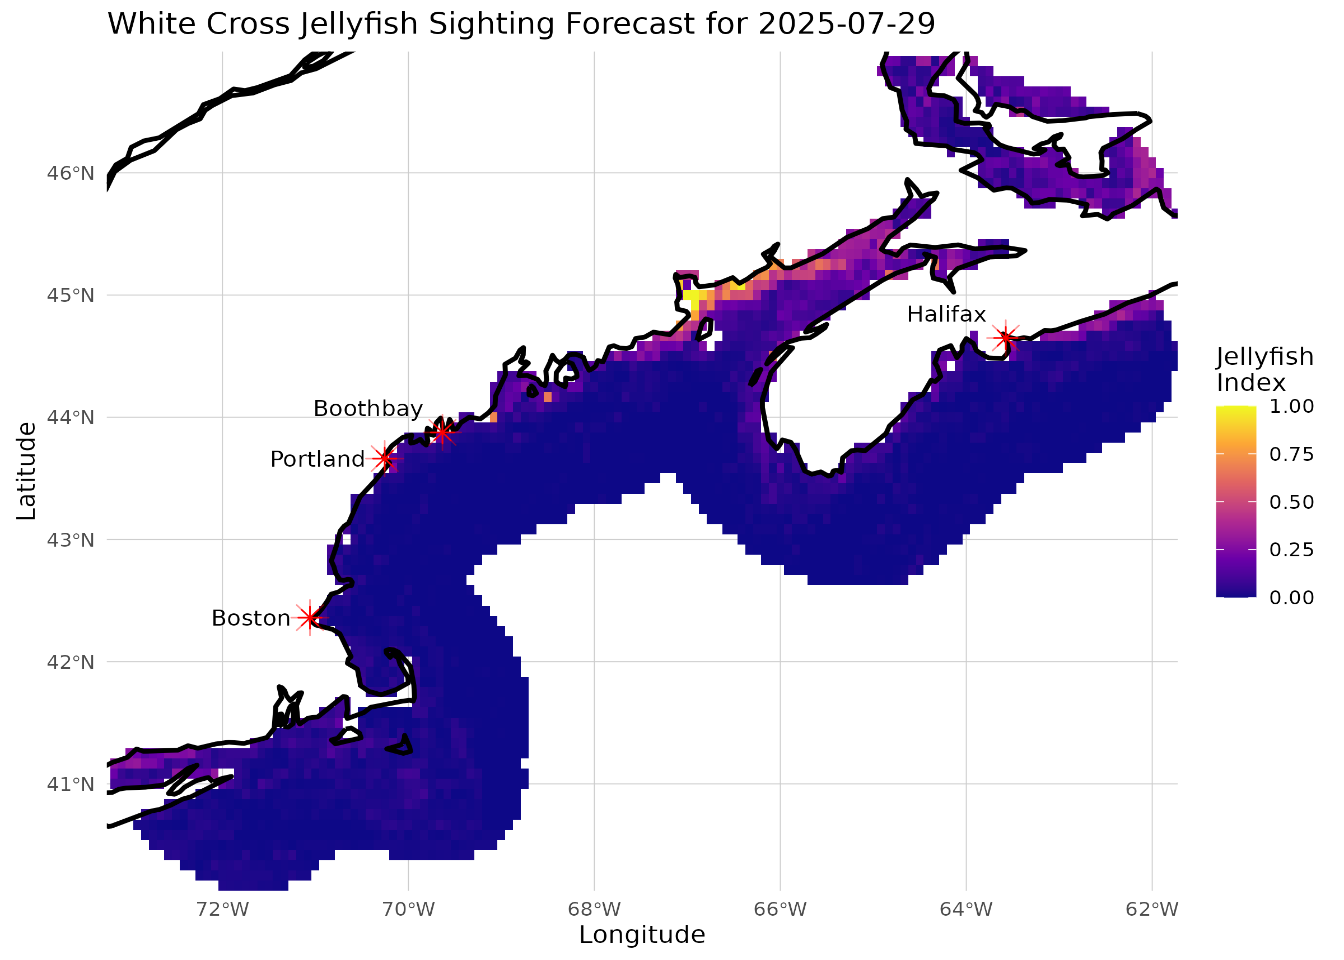 White Cross Jellyfish Sighting Forecast for 2025-07-29
46°N
45°N
44°N
43°N
42°N
41°N
Latitude
Halifax
Boothbay
Portland
Boston
72°W
70°W
68°W
66°W
64°W
62°W
Longitude
Jellyfish
Index
1.00
0.75
0.50
0.25
0.00